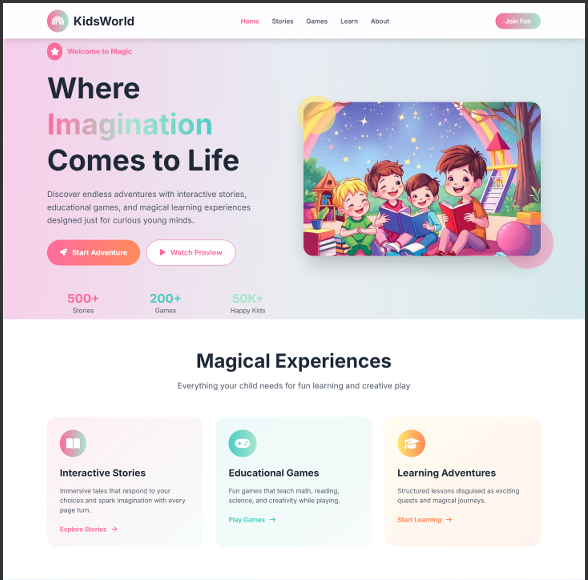 KidsWorld
Home
Stories
Games
Learn
About
Join Fun
Welcome to Magic
Where
Imagination
Comes to Life
Discover endless adventures with interactive stories,
educational games, and magical learning experiences
designed just for curious young minds.
Start Adventure
Watch Preview
500+
Stories
200+
Games
50K+
Happy Kids
Magical Experiences
Everything your child needs for fun learning and creative play
Interactive Stories
Immersive tales that respond to your
choices and spark imagination with every
page turn.
Explore Stories
Educational Games
Fun games that teach math, reading,
science, and creativity while playing.
Play Games
Learning Adventures
Structured lessons disguised as exciting
quests and magical journeys.
Start Learning